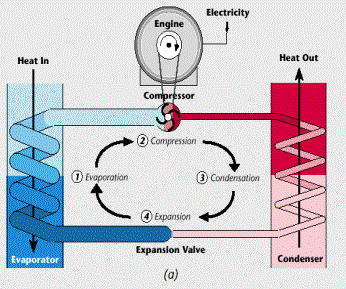 Electricity
Engine
Heat In
Heat Out
Compressor
2 Compression
1 Evaporation
3 Condensation
4 Expansion
Expansion Valve
Evaporator
Condenser
(a)